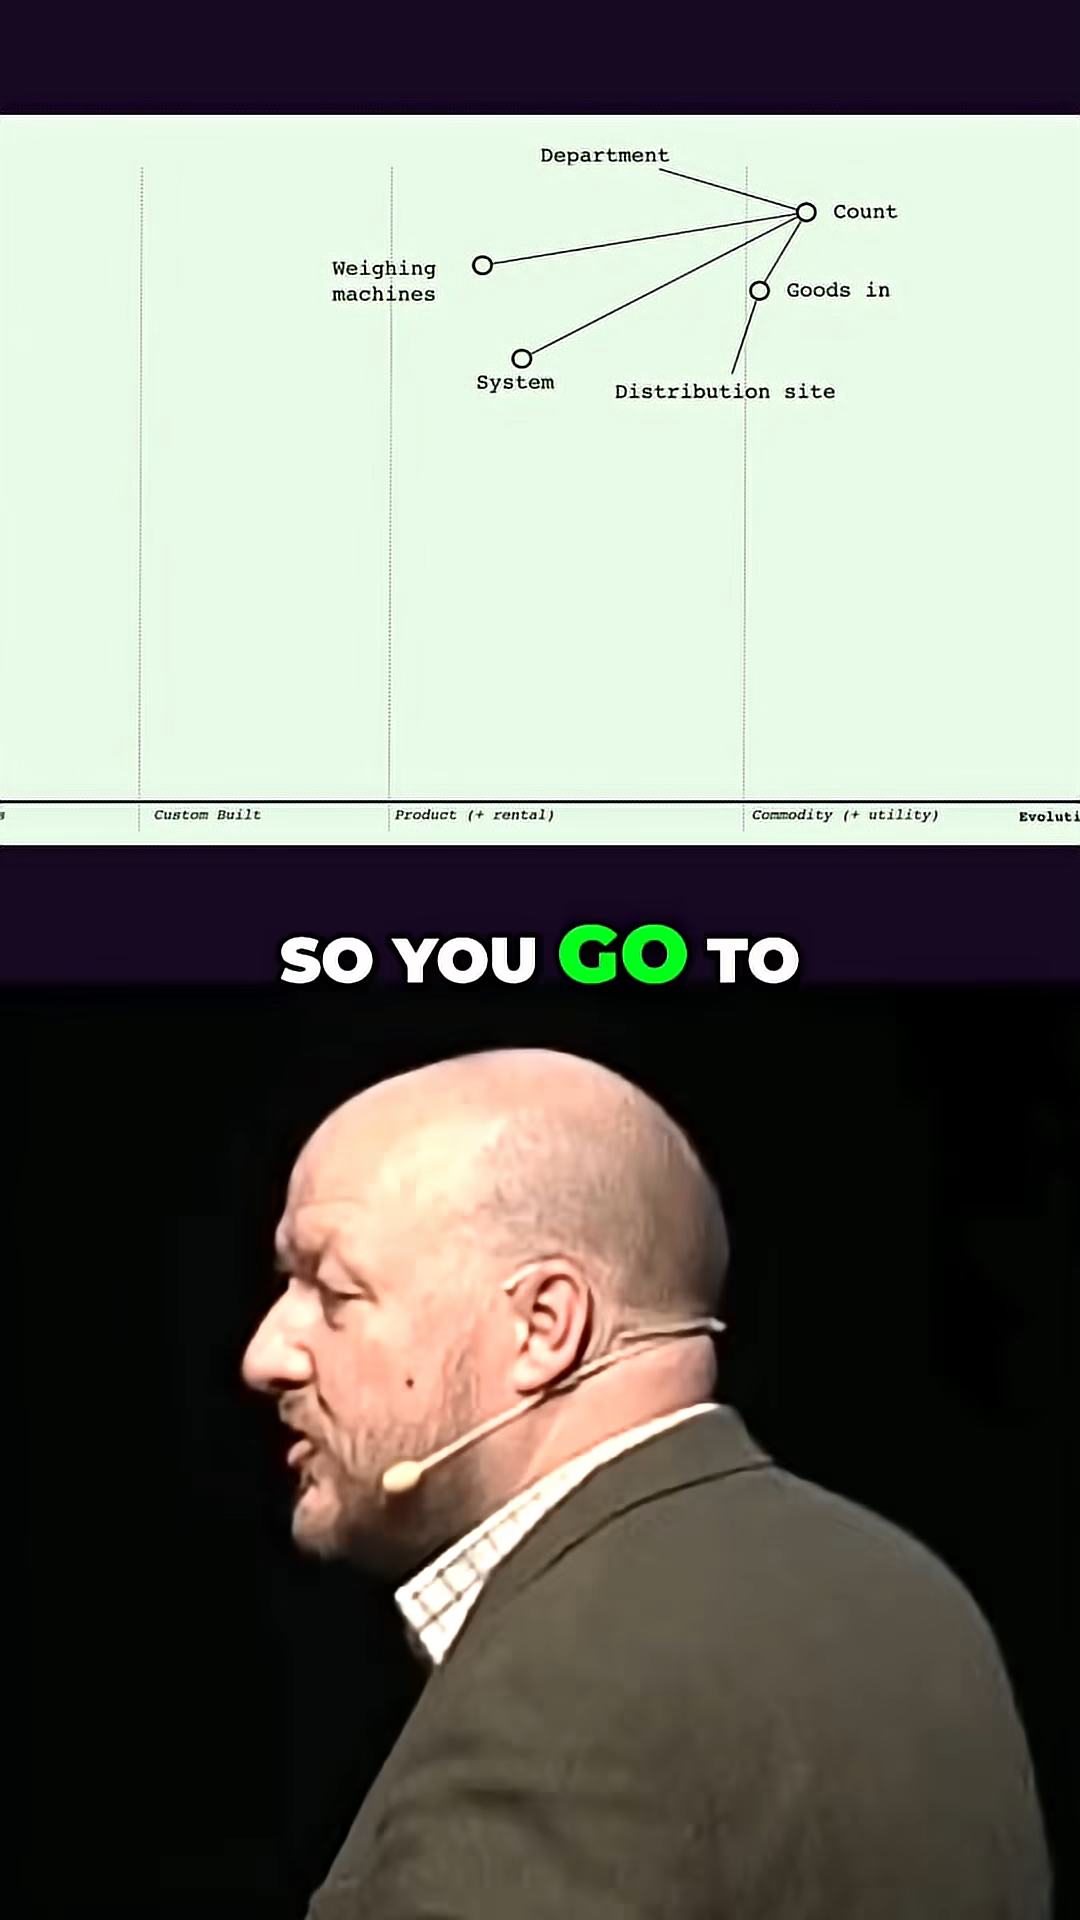 Department
Count
Weighing
machines
Goods in
System
Distribution site
Custom Built
Product (+ rental)
Commodity (+ utility)
Evoluti
SO YOU GO TO